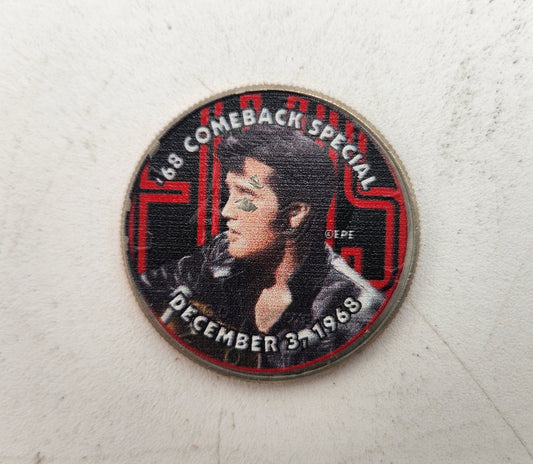 '68 COMEBACK SPECIAL
©EPE
DECEMBER 3, 1968